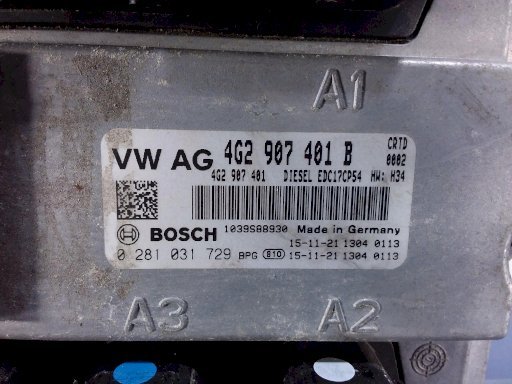 A1
VW AG 4G2 907 401 B CRTD 0002
4G2 907 401 DIESEL EDC17CP54 HW: H34
BOSCH 1039S88930 Made in Germany
15-11-21 1304 0113
0 281 031 729 BPG 810 15-11-21 1304 0113
A3 A2